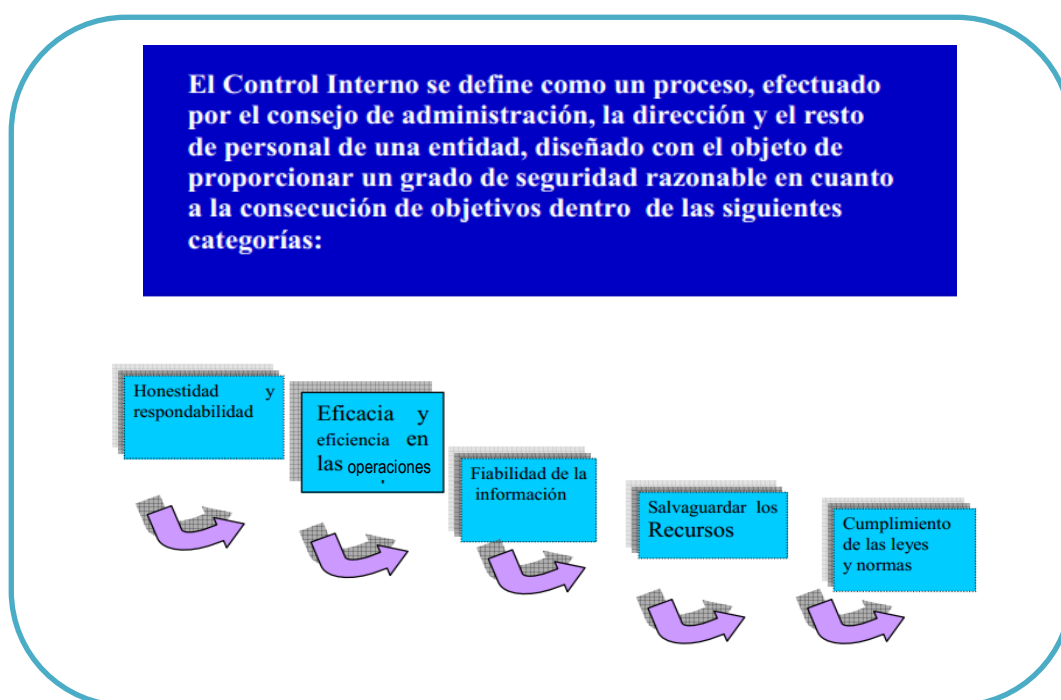 El Control Interno se define como un proceso, efectuado
por el consejo de administración, la dirección y el resto
de personal de una entidad, diseñado con el objeto de
proporcionar un grado de seguridad razonable en cuanto
a la consecución de objetivos dentro de las siguientes
categorías:
Honestidad y
respondabilidad
Eficacia y
eficiencia en
las operaciones
.
Fiabilidad de la
información
Salvaguardar los
Recursos
Cumplimiento
de las leyes
y normas